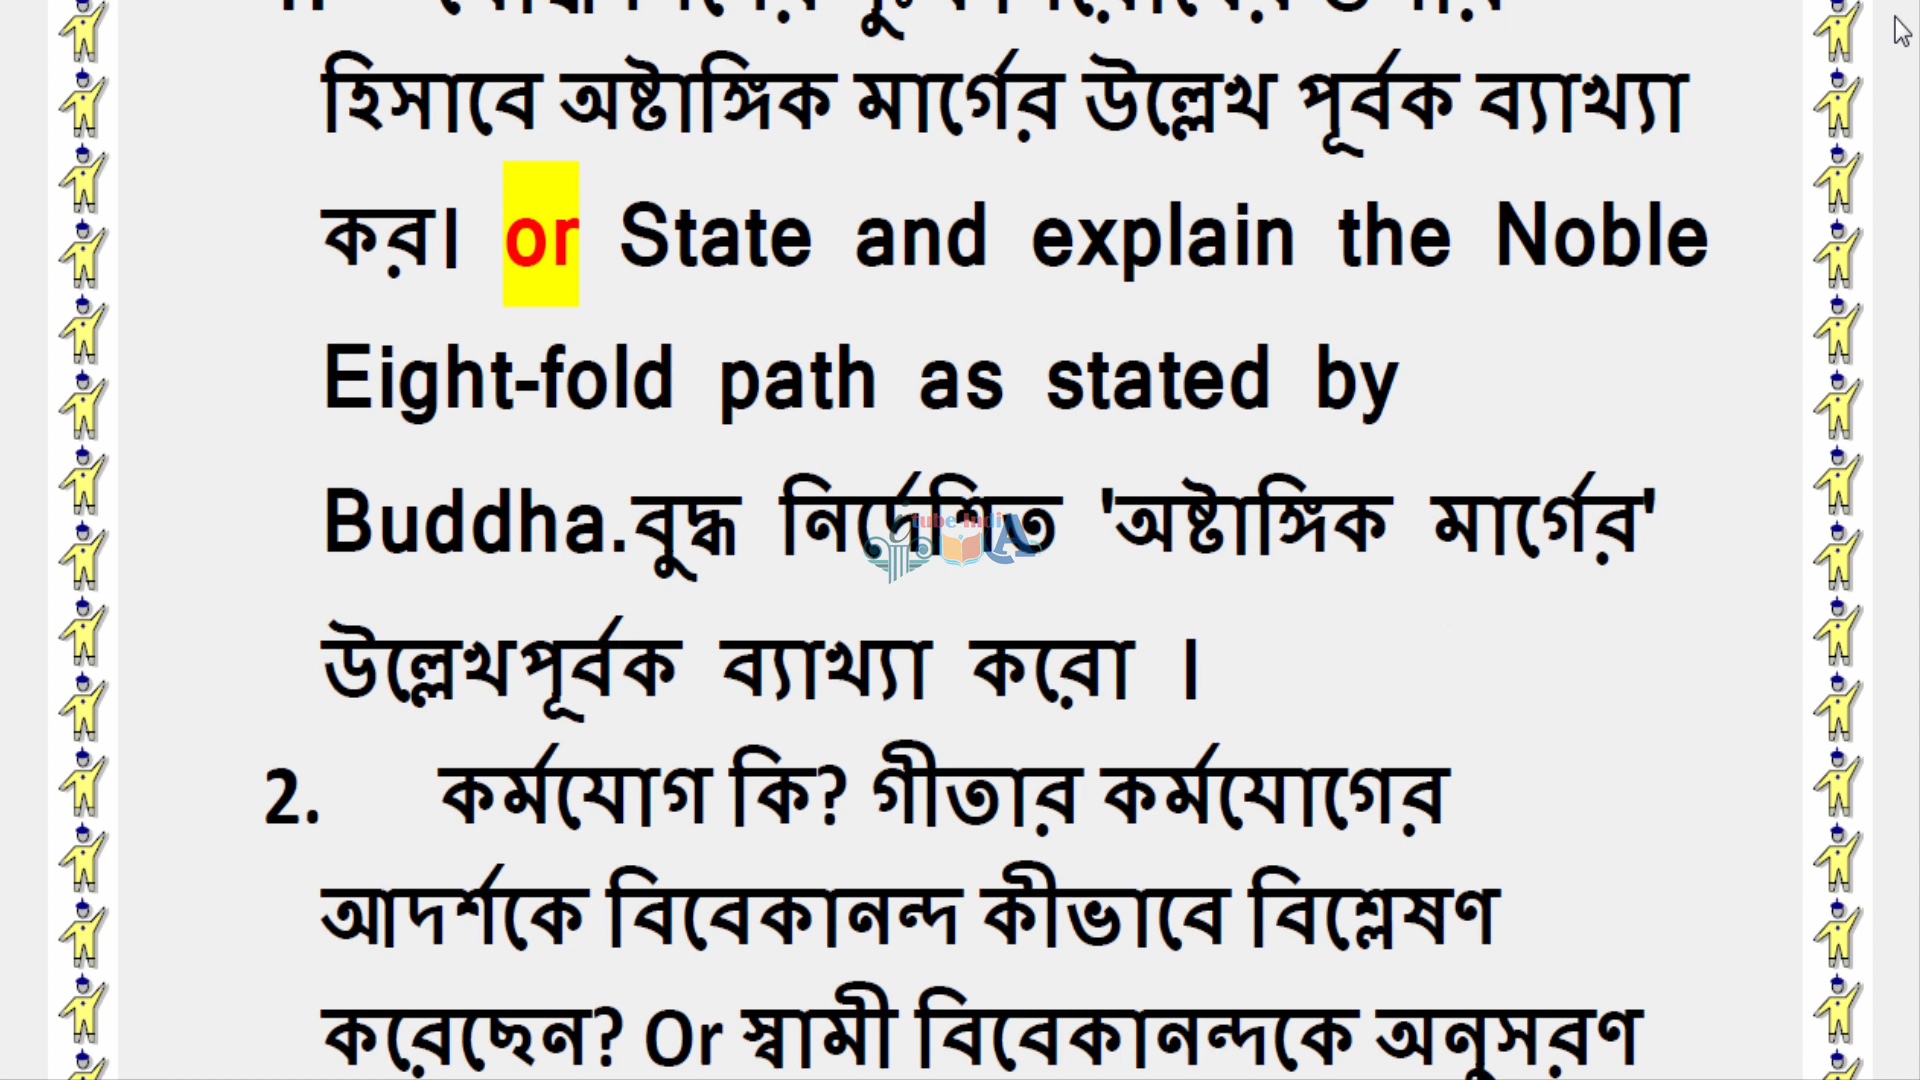 হিসাবে অষ্টাঙ্গিক মার্গের উল্লেখ পূর্বক ব্যাখ্যা
কর। or State and explain the Noble
Eight-fold path as stated by
Buddha.বুদ্ধ নির্দেশিত 'অষ্টাঙ্গিক মার্গের'
উল্লেখপূর্বক ব্যাখ্যা করো ।
2. কর্মযোগ কি? গীতার কর্মযোগের
আদর্শকে বিবেকানন্দ কীভাবে বিশ্লেষণ
করেছেন? Or স্বামী বিবেকানন্দকে অনুসরণ